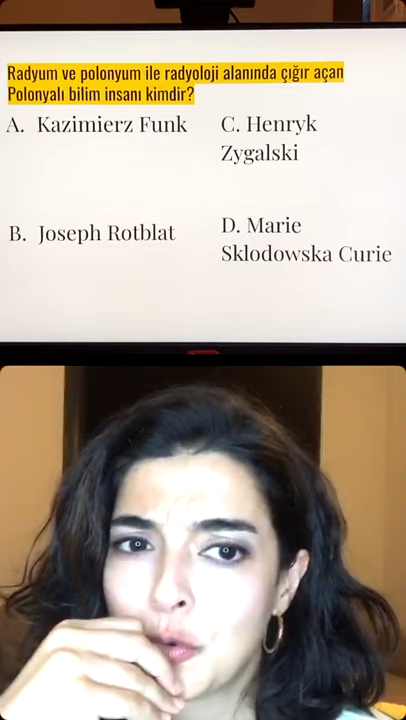 Radyum ve polonyum ile radyoloji alanında çığır açan
Polonyalı bilim insanı kimdir?
A. Kazimierz Funk
C. Henryk
Zygalski
B. Joseph Rotblat
D. Marie
Sklodowska Curie